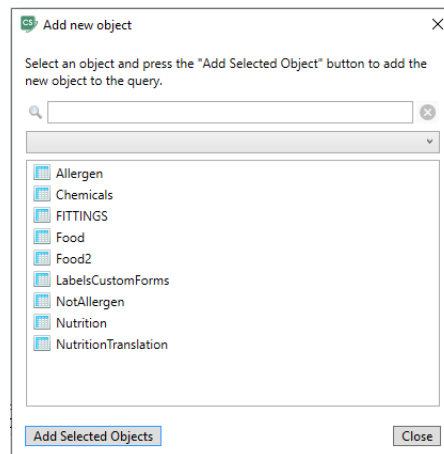 CS Add new object
Select an object and press the "Add Selected Object" button to add the
new object to the query.
Allergen
Chemicals
FITTINGS
Food
Food2
LabelsCustomForms
NotAllergen
Nutrition
NutritionTranslation
Add Selected Objects
Close